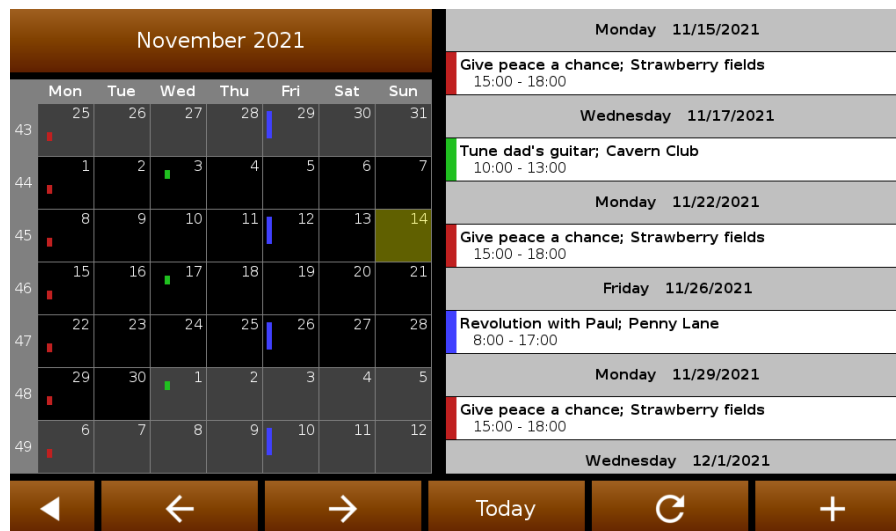 November 2021
Mon Tue Wed Thu Fri Sat Sun
43 25 26 27 28 29 30 31
44 1 2 3 4 5 6 7
45 8 9 10 11 12 13 14
46 15 16 17 18 19 20 21
47 22 23 24 25 26 27 28
48 29 30 1 2 3 4 5
49 6 7 8 9 10 11 12
Monday 11/15/2021
Give peace a chance; Strawberry fields
15:00 - 18:00
Wednesday 11/17/2021
Tune dad's guitar; Cavern Club
10:00 - 13:00
Monday 11/22/2021
Give peace a chance; Strawberry fields
15:00 - 18:00
Friday 11/26/2021
Revolution with Paul; Penny Lane
8:00 - 17:00
Monday 11/29/2021
Give peace a chance; Strawberry fields
15:00 - 18:00
Wednesday 12/1/2021
Today